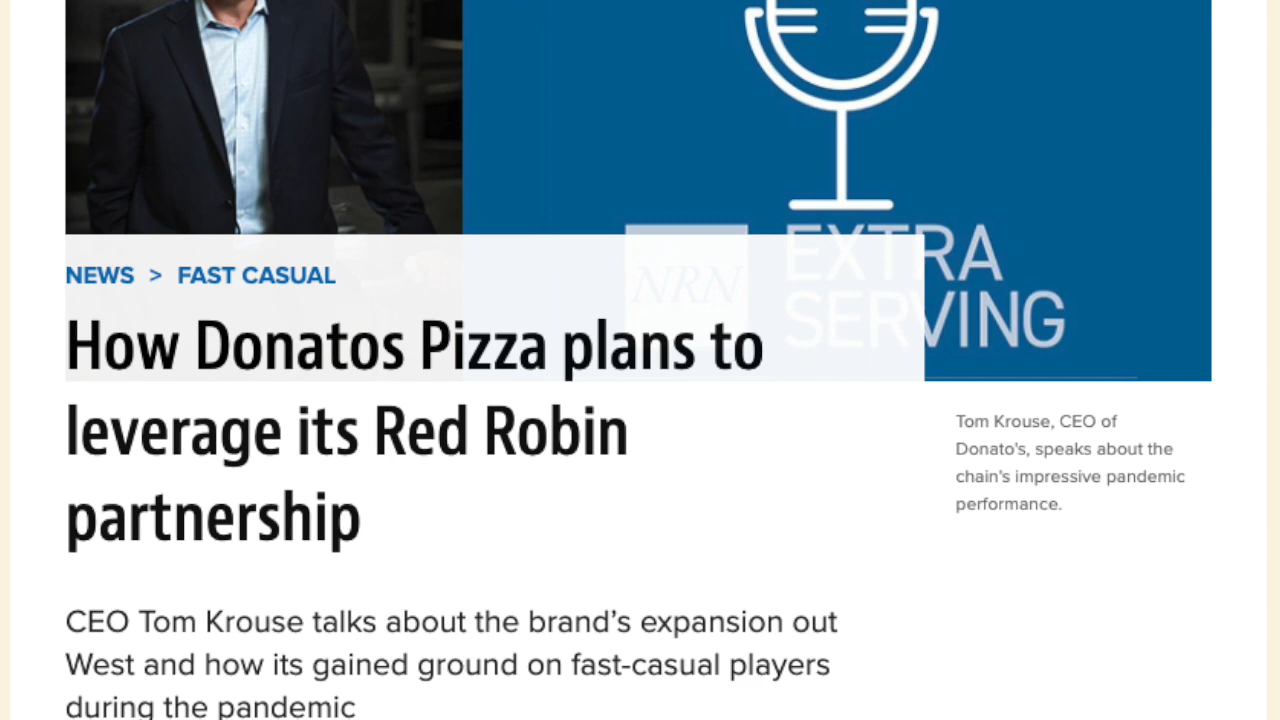 NRN
EXTRA
SERVING
NEWS > FAST CASUAL
How Donatos Pizza plans to
leverage its Red Robin
partnership
Tom Krouse, CEO of
Donato's, speaks about the
chain's impressive pandemic
performance.
CEO Tom Krouse talks about the brand’s expansion out
West and how its gained ground on fast-casual players
during the pandemic